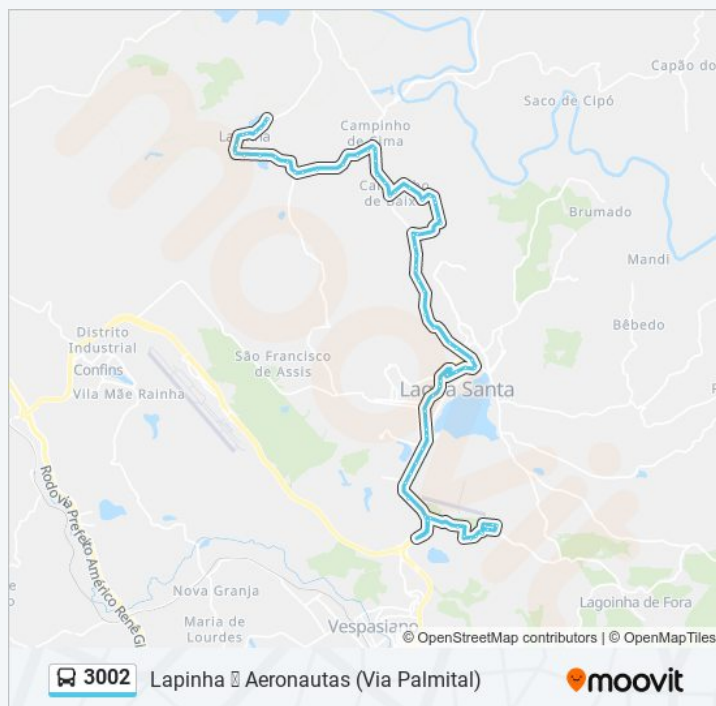 Capão do
Saco de Cipó
Campinho
de Cima
Brumado
Mandi
Bêbedo
Distrito
Industrial
Confins
São Francisco
de Assis
Vila Mãe Rainha
Lagoa Santa
Rodovia Prefeito Américo Renê Gi
Nova Granja
Maria de
Lourdes
Vespasiano
Lagoinha de Fora
© OpenStreetMap contributors | © OpenMapTiles
3002 Lapinha Aeronautas (Via Palmital)
moovit